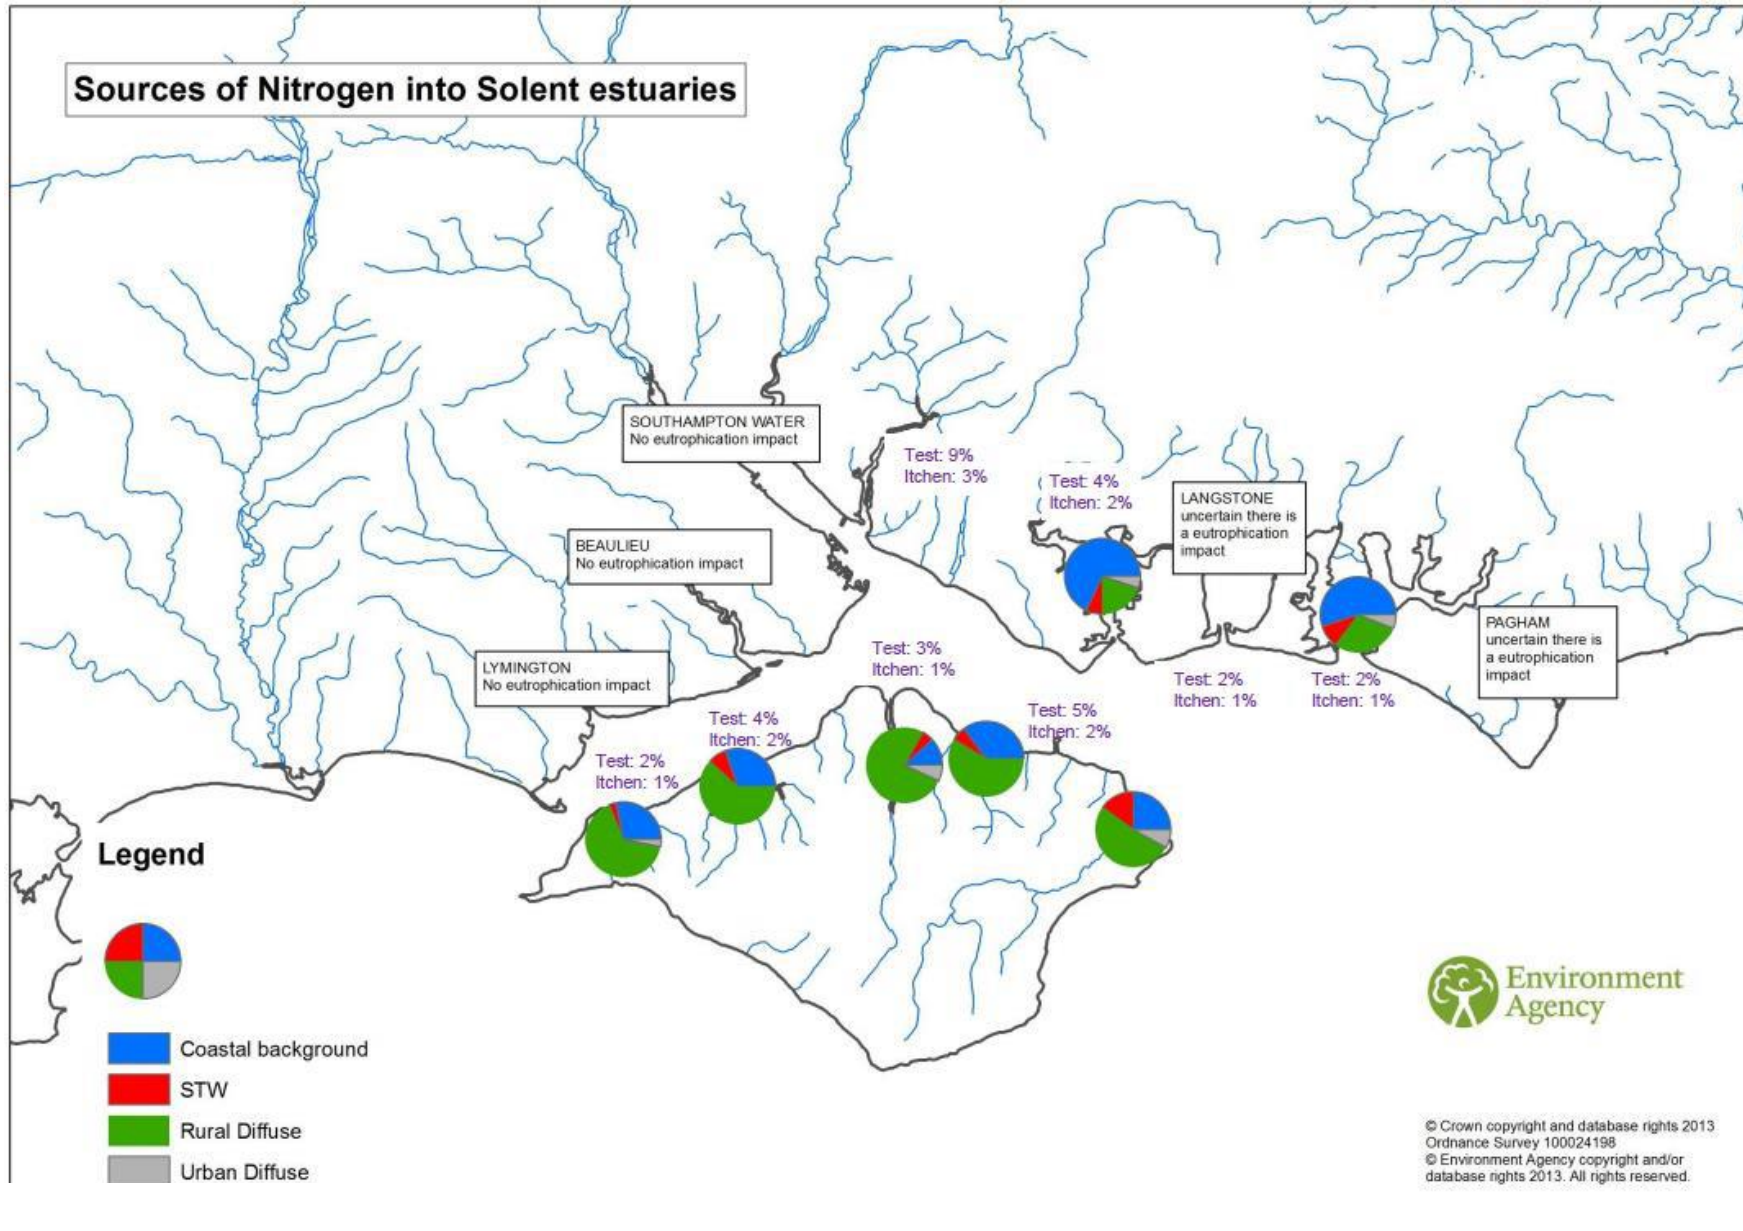 Sources of Nitrogen into Solent estuaries
SOUTHAMPTON WATER
No eutrophication impact
Test: 9%
Itchen: 3%
Test: 4%
Itchen: 2%
LANGSTONE
uncertain there is
a eutrophication
impact
BEAULIEU
No eutrophication impact
PAGHAM
uncertain there is
a eutrophication
impact
LYMINGTON
No eutrophication impact
Test: 3%
Itchen: 1%
Test: 2%
Itchen: 1%
Test: 2%
Itchen: 1%
Test: 4%
Itchen: 2%
Test: 5%
Itchen: 2%
Test: 2%
Itchen: 1%
Legend
Coastal background
STW
Rural Diffuse
Urban Diffuse
Environment
Agency
© Crown copyright and database rights 2013
Ordnance Survey 100024198
© Environment Agency copyright and/or
database rights 2013. All rights reserved.